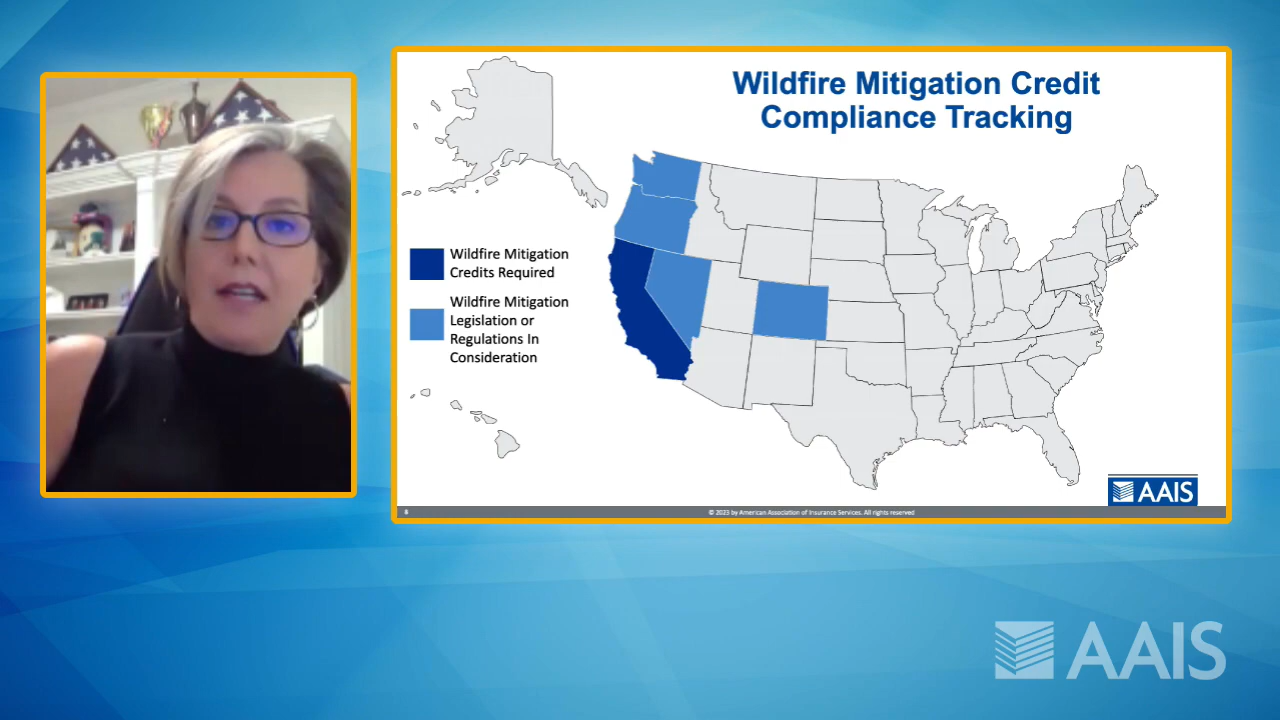 Wildfire Mitigation Credit
Compliance Tracking
Wildfire Mitigation
Credits Required
Wildfire Mitigation
Legislation or
Regulations In
Consideration
AAIS
8
© 2023 by American Association of Insurance Services. All rights reserved
AAIS